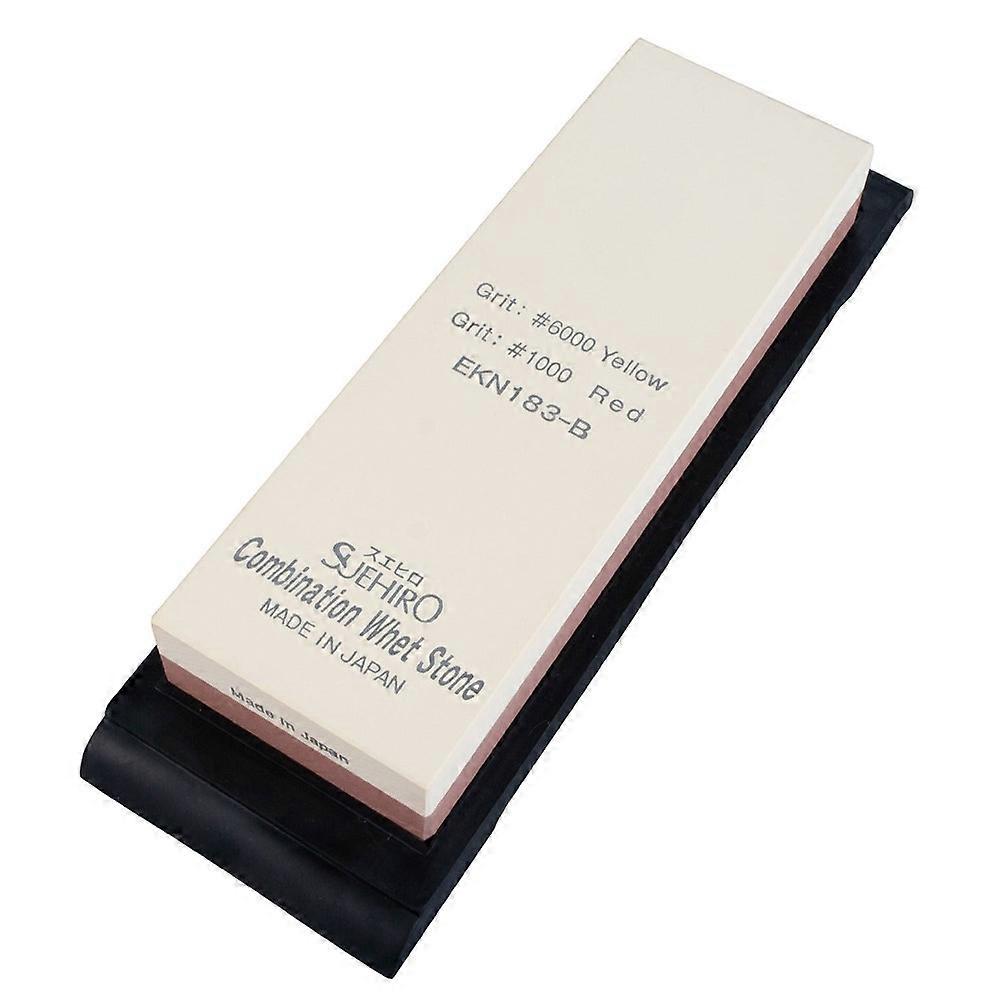 Grit: #6000 Yellow
Grit: #1000 Red
EKN183-B
スエヒロ
SUEHIRO
Combination Whet Stone
MADE IN JAPAN
Made in Japan